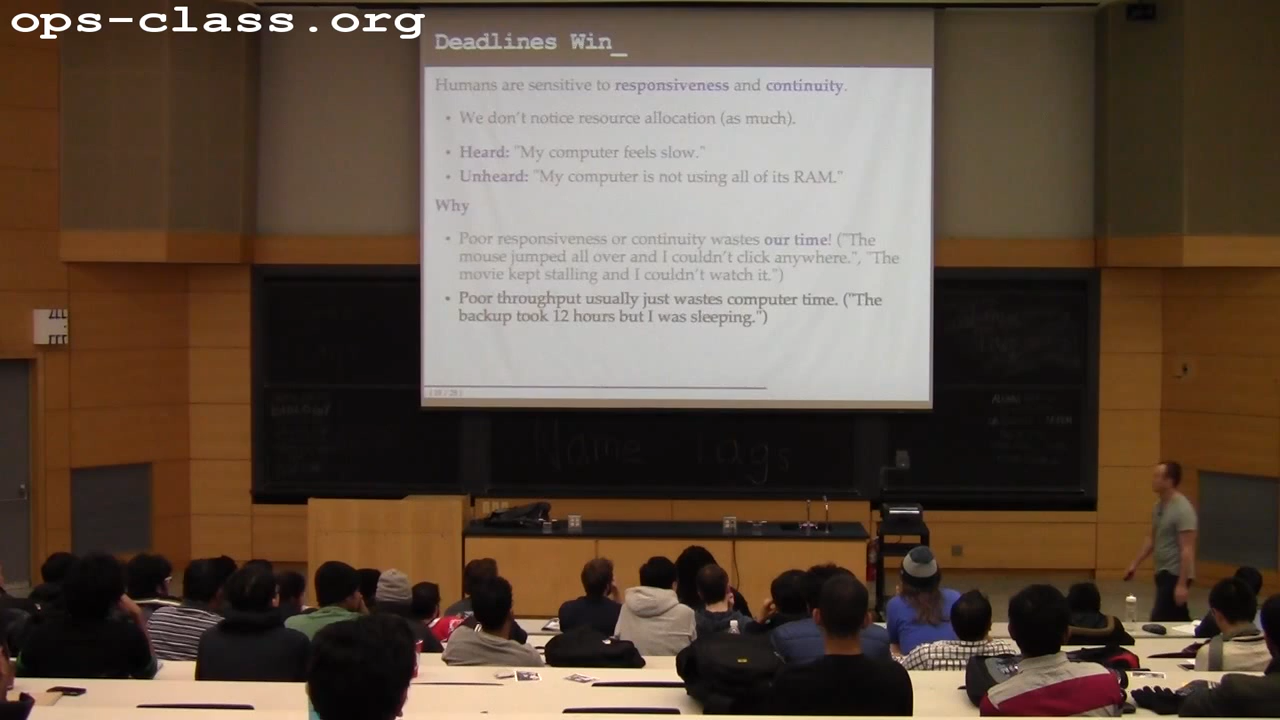 ops-class.org
Deadlines Win_
Humans are sensitive to responsiveness and continuity.
• We don't notice resource allocation (as much).
• Heard: "My computer feels slow."
• Unheard: "My computer is not using all of its RAM."
Why
• Poor responsiveness or continuity wastes our time! ("The
mouse jumped all over and I couldn't click anywhere.", "The
movie kept stalling and I couldn't watch it.")
• Poor throughput usually just wastes computer time. ("The
backup took 12 hours but I was sleeping.")
Name Tags